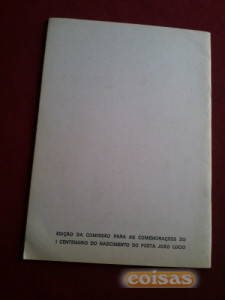 EDIÇÃO DA COMISSÃO PARA AS COMEMORAÇÕES DO
I CENTENÁRIO DO NASCIMENTO DO POETA JOÃO LÚCIO
coisas